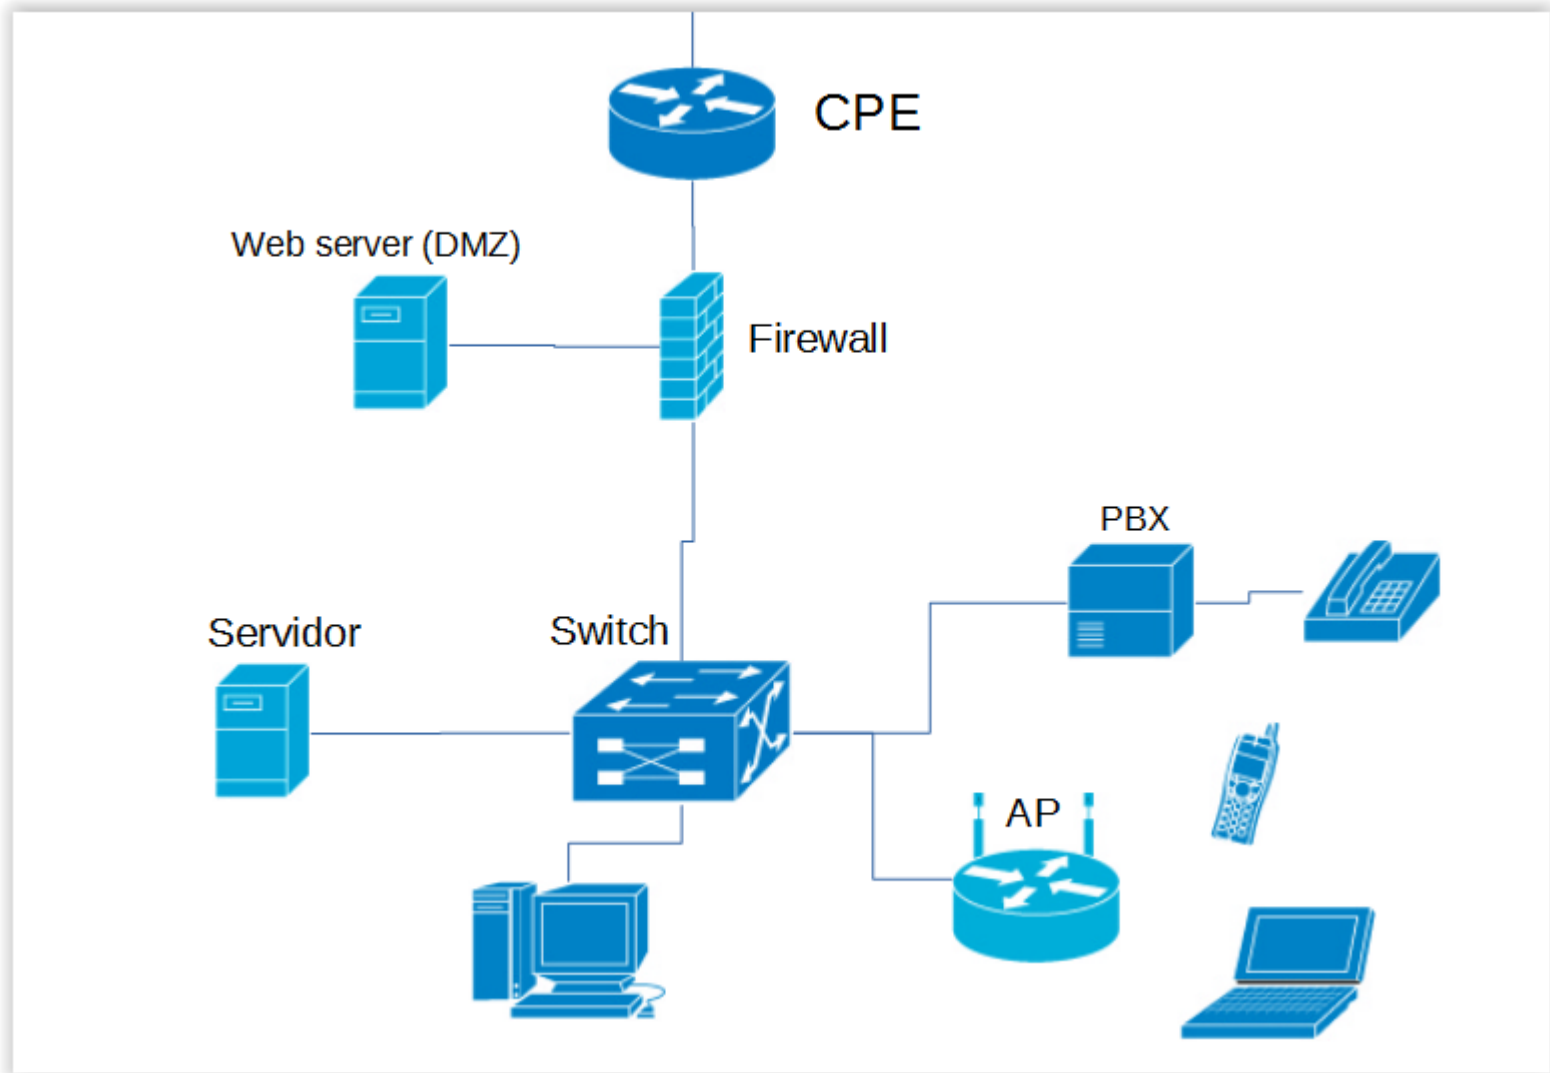 CPE
Web server (DMZ)
Firewall
PBX
Servidor
Switch
AP